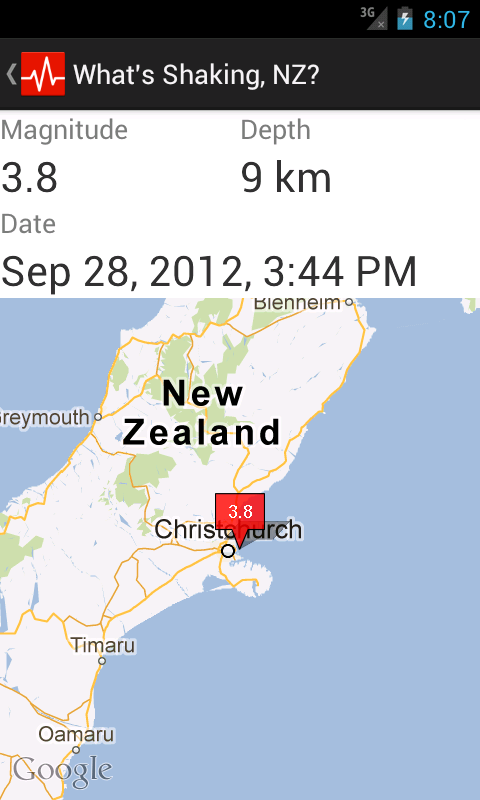 3G 8:07
What's Shaking, NZ?
Magnitude Depth
3.8 9 km
Date
Sep 28, 2012, 3:44 PM
Blenheim
New
Greymouth
Zealand
3.8
Christchurch
Timaru
Oamaru
Google